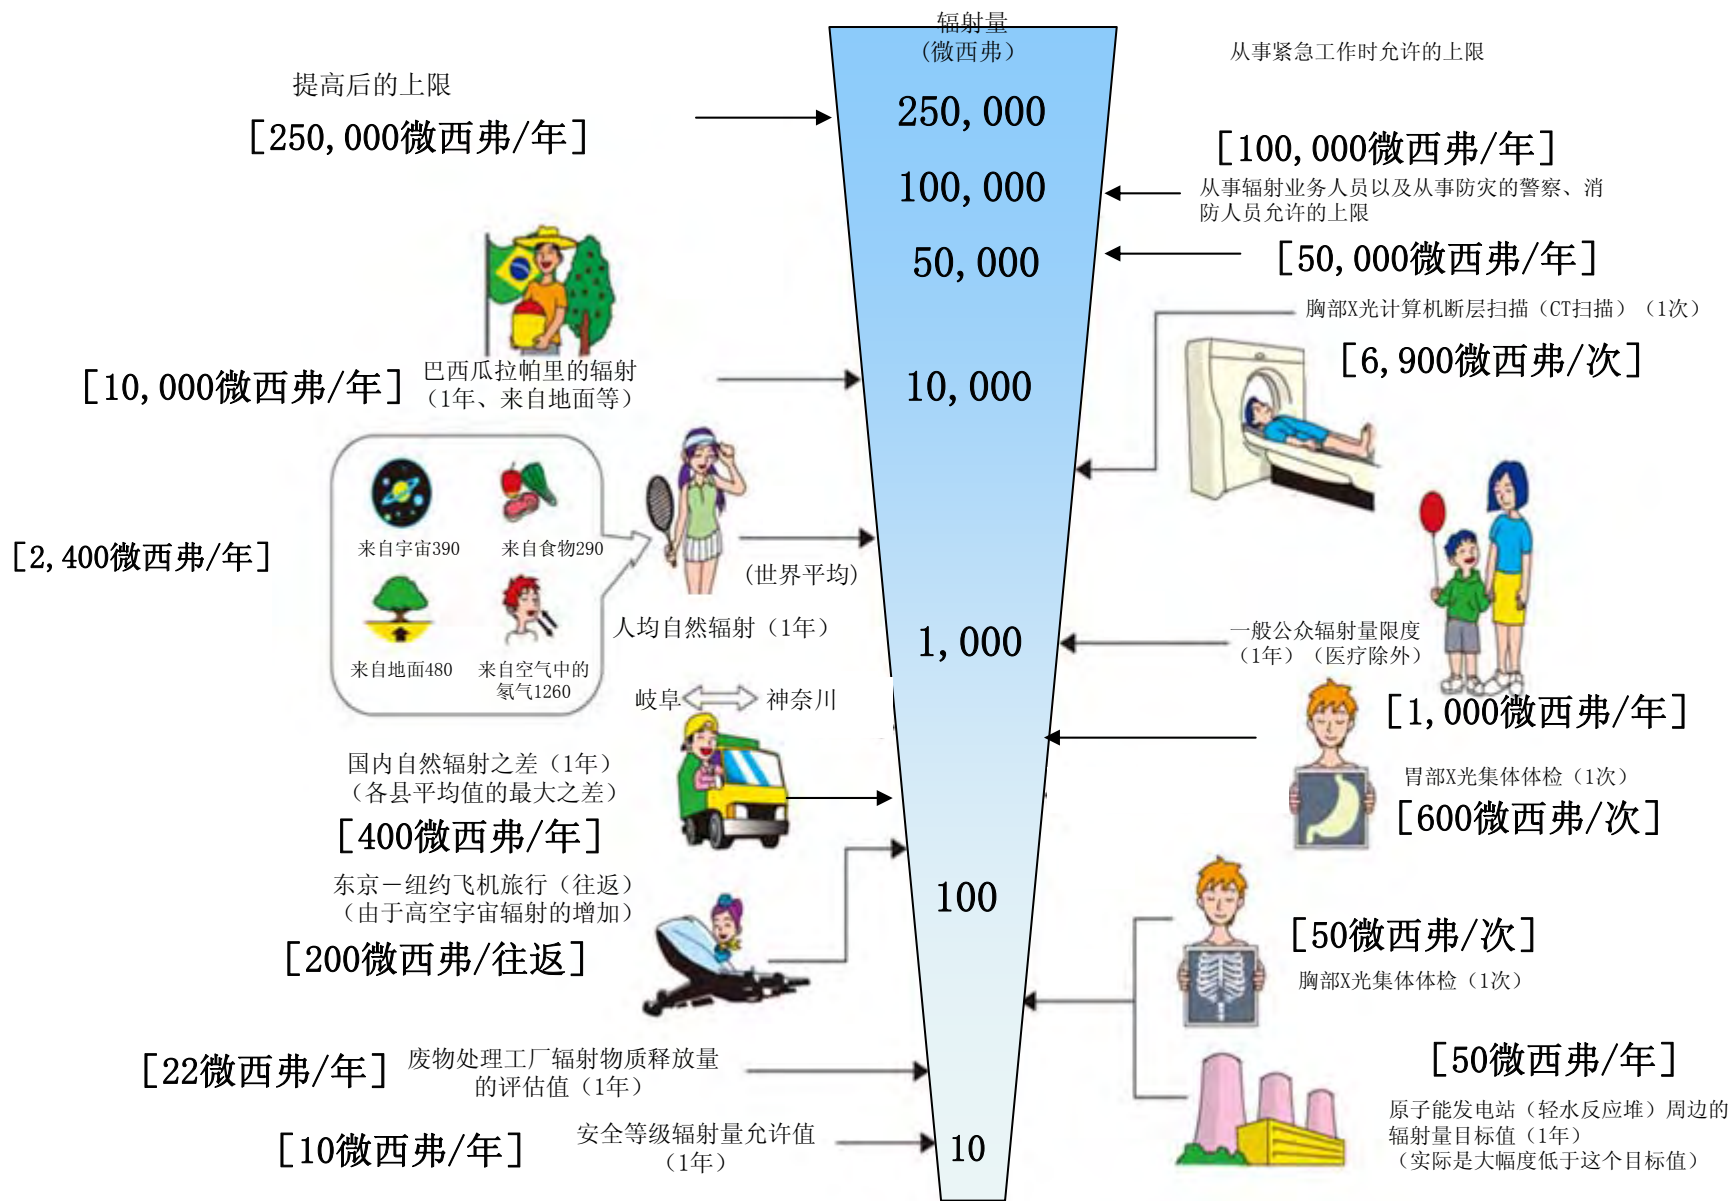 辐射量
(微西弗)
250,000
100,000
50,000
10,000
1,000
100
10
提高后的上限
[250,000微西弗/年]
巴西瓜拉帕里的辐射
(1年、来自地面等)
[10,000微西弗/年]
来自宇宙390
来自食物290
来自地面480
来自空气中的
氡气1260
[2,400微西弗/年]
(世界平均)
人均自然辐射(1年)
岐阜
神奈川
国内自然辐射之差(1年)
(各县平均值的最大之差)
[400微西弗/年]
东京-纽约飞机旅行(往返)
(由于高空宇宙辐射的增加)
[200微西弗/往返]
[22微西弗/年]
废物处理工厂辐射物质释放量
的评估值(1年)
[10微西弗/年]
安全等级辐射量允许值
(1年)
从事紧急工作时允许的上限
[100,000微西弗/年]
从事辐射业务人员以及从事防灾的警察、消
防人员允许的上限
[50,000微西弗/年]
胸部X光计算机断层扫描(CT扫描)(1次)
[6,900微西弗/次]
一般公众辐射量限度
(1年)(医疗除外)
[1,000微西弗/年]
胃部X光集体体检(1次)
[600微西弗/次]
[50微西弗/次]
胸部X光集体体检(1次)
[50微西弗/年]
原子能发电站(轻水反应堆)周边的
辐射量目标值(1年)
(实际是大幅度低于这个目标值)